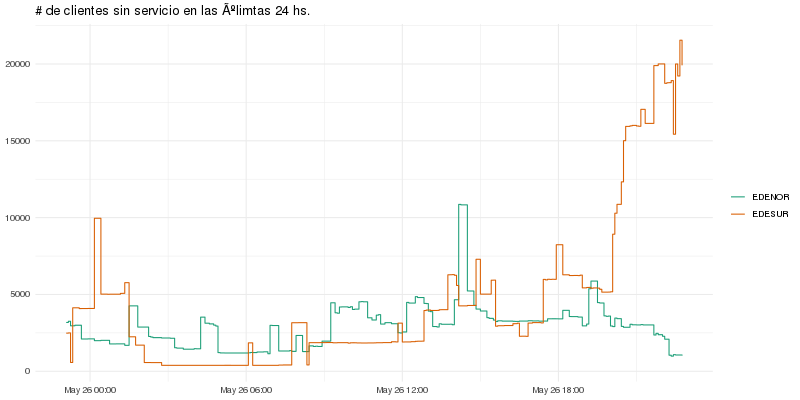 # de clientes sin servicio en las Ãºlimtas 24 hs.
20000
15000
10000
5000
0
May 26 00:00 May 26 06:00 May 26 12:00 May 26 18:00
EDENOR
EDESUR